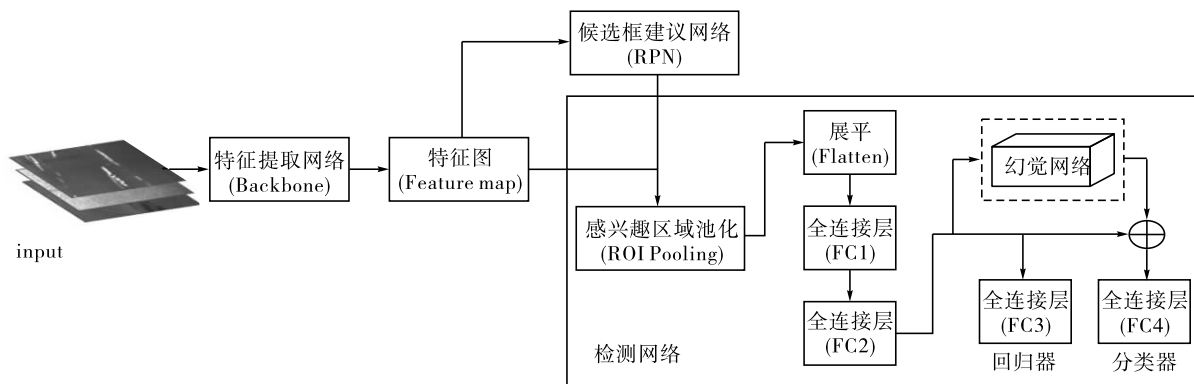 候选框建议网络
(RPN)
特征提取网络
(Backbone)
特征图
(Feature map)
input
感兴趣区域池化
(ROI Pooling)
展平
(Flatten)
全连接层
(FC1)
全连接层
(FC2)
幻觉网络
全连接层
(FC3)
回归器
全连接层
(FC4)
分类器
检测网络